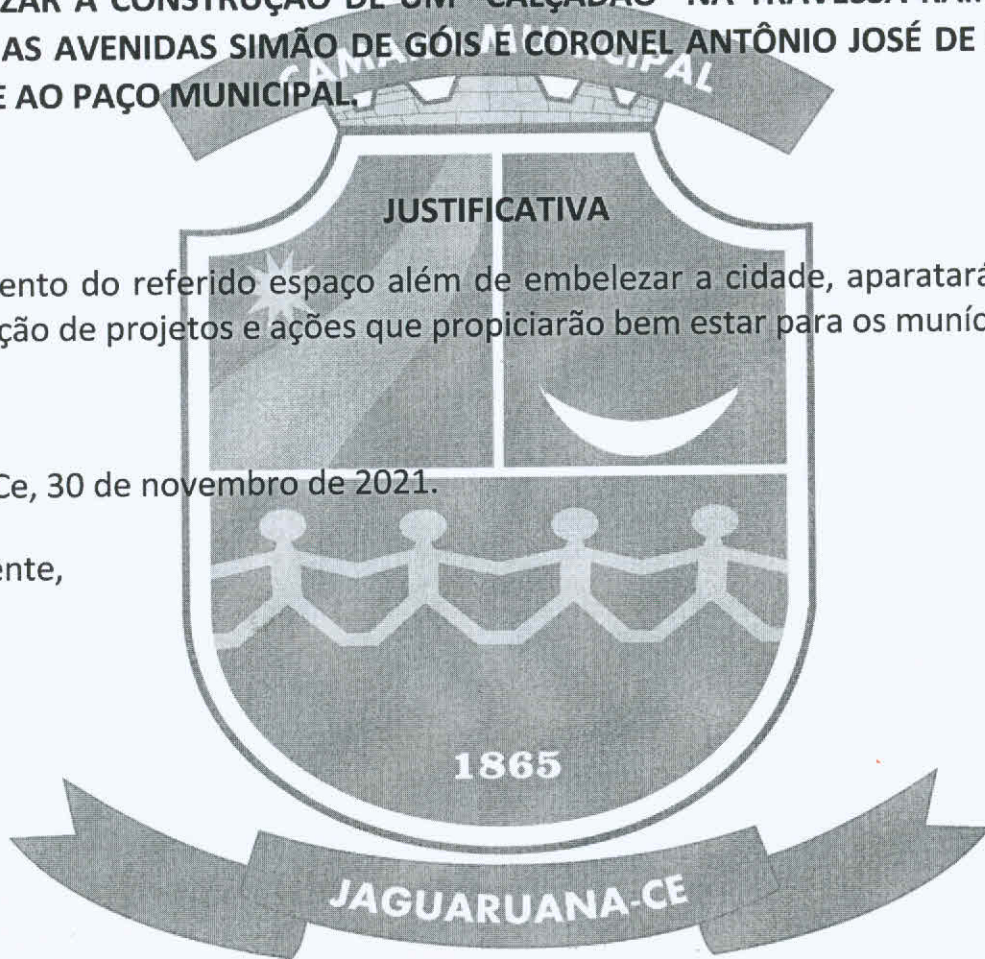 ZAR A CONSTRUÇÃO DE UM "CALÇADÃO" NA TRAVESSA
AS AVENIDAS SIMÃO DE GÓIS E CORONEL ANTÔNIO JOSÉ DE
E AO PAÇO MUNICÍPAL.
CÂMARA MUNICIPAL
JUSTIFICATIVA
ento do referido espaço além de embelezar a cidade, aparatará
ção de projetos e ações que propiciarão bem estar para os muníc
Ce, 30 de novembro de 2021.
ente,
1865
JAGUARUANA-CE